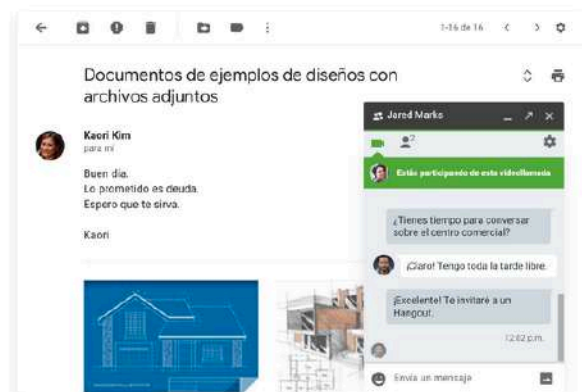 1-16 de 16
Documentos de ejemplos de diseños con
archivos adjuntos
Kaori Kim
para mí
Buen día.
Lo prometido es deuda.
Espero que te sirva.
Kaori
Jared Marks
2
Estás participando de esta videollamada
¿Tienes tiempo para conversar
sobre el centro comercial?
¡Claro! Tengo toda la tarde libre.
¡Excelente! Te invitaré a un
Hangout.
12:02 p.m.
Envía un mensaje